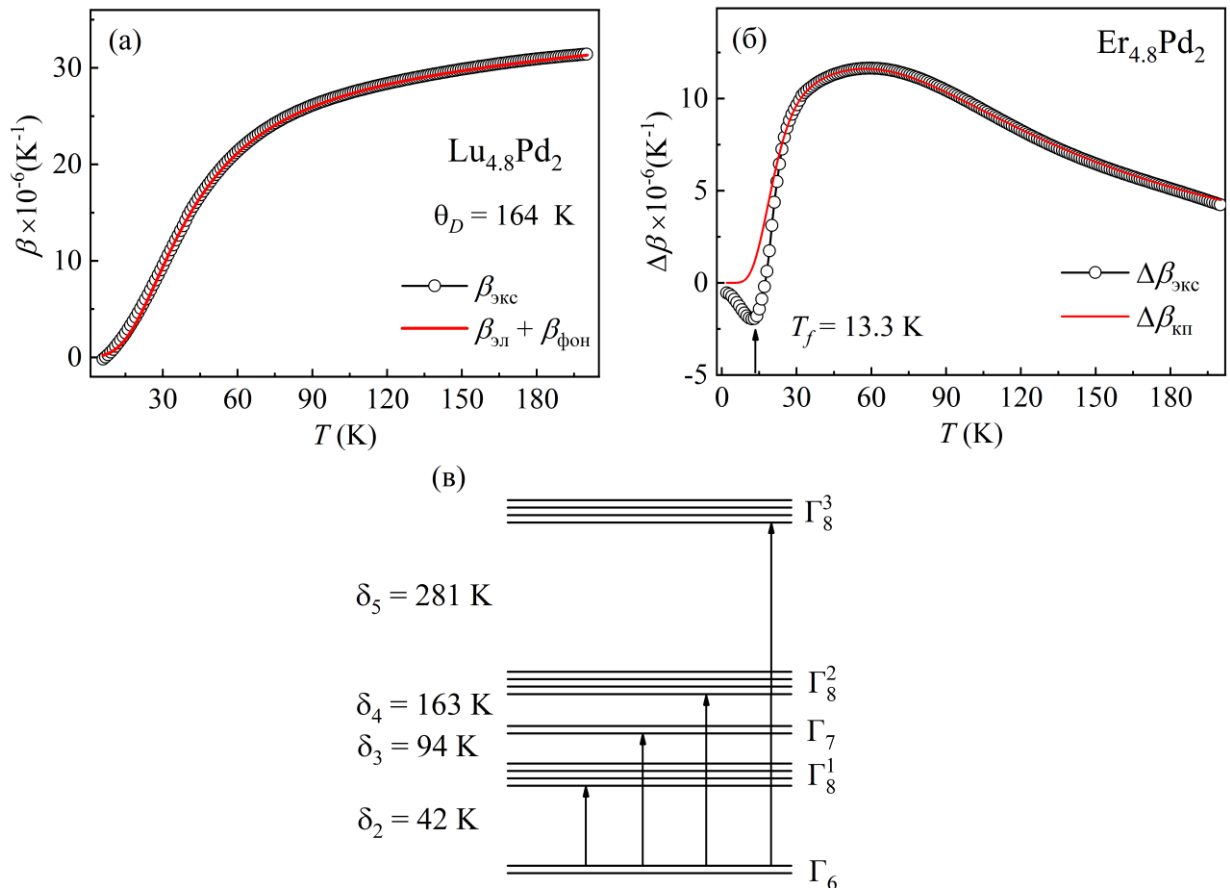 (а)
Lu4.8Pd2
θD = 164 K
βэкс
βэл + βфон
β×10-6(K-1)
30
20
10
0
30 60 90 120 150 180
T (K)
(б)
Er4.8Pd2
Δβэкс
Δβкп
Tf = 13.3 K
Δβ×10-6(K-1)
10
5
0
-5
0 30 60 90 120 150 180
T (K)
(в)
Γ83
δ5 = 281 K
Γ82
δ4 = 163 K
Γ7
δ3 = 94 K
Γ81
δ2 = 42 K
Γ6